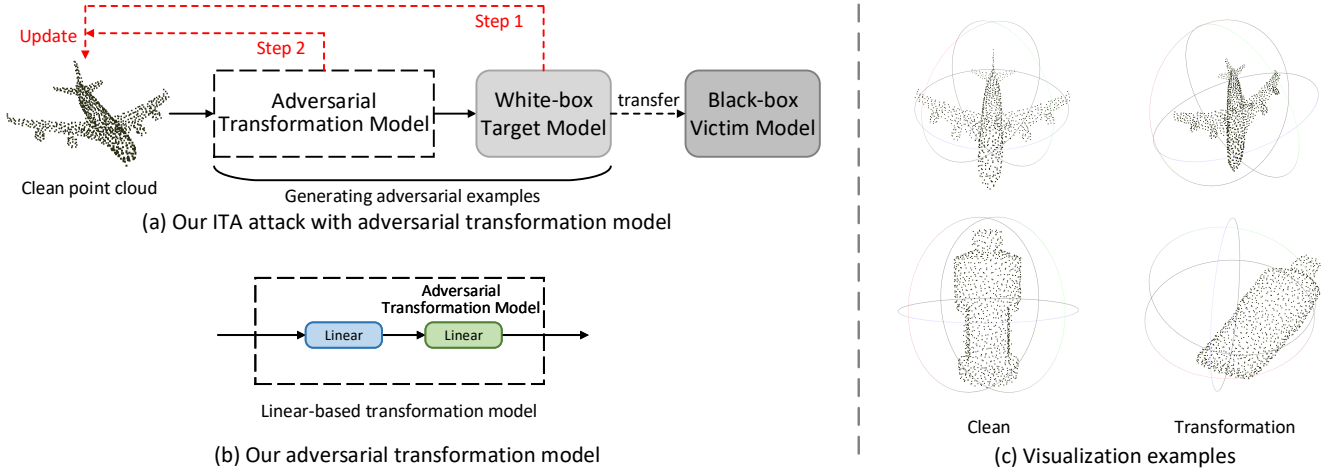 Update
Step 1
Step 2
Adversarial
Transformation Model
White-box
Target Model
transfer
Black-box
Victim Model
Clean point cloud
Generating adversarial examples
(a) Our ITA attack with adversarial transformation model
Adversarial
Transformation Model
Linear
Linear
Linear-based transformation model
(b) Our adversarial transformation model
Clean
Transformation
(c) Visualization examples